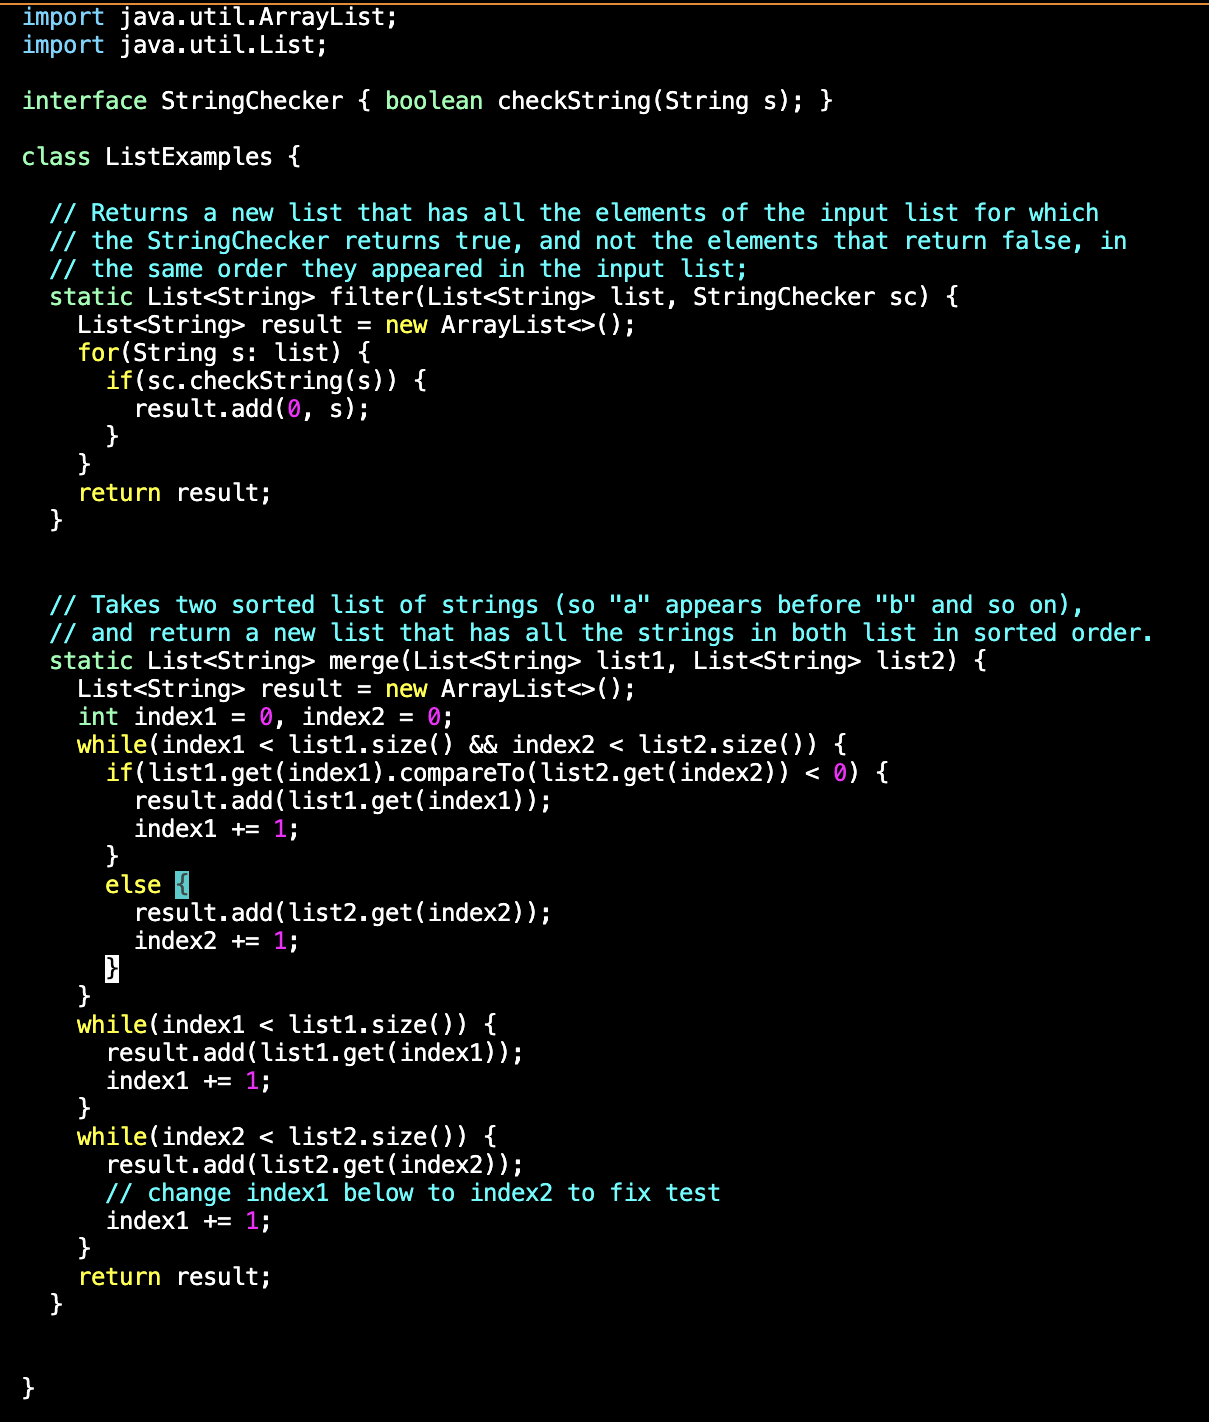 import java.util.ArrayList;
import java.util.List;

interface StringChecker { boolean checkString(String s); }

class ListExamples {

  // Returns a new list that has all the elements of the input list for which
  // the StringChecker returns true, and not the elements that return false, in
  // the same order they appeared in the input list;
  static List<String> filter(List<String> list, StringChecker sc) {
    List<String> result = new ArrayList<>();
    for(String s: list) {
      if(sc.checkString(s)) {
        result.add(0, s);
      }
    }
    return result;
  }


  // Takes two sorted list of strings (so "a" appears before "b" and so on),
  // and return a new list that has all the strings in both list in sorted order.
  static List<String> merge(List<String> list1, List<String> list2) {
    List<String> result = new ArrayList<>();
    int index1 = 0, index2 = 0;
    while(index1 < list1.size() && index2 < list2.size()) {
      if(list1.get(index1).compareTo(list2.get(index2)) < 0) {
        result.add(list1.get(index1));
        index1 += 1;
      }
      else {
        result.add(list2.get(index2));
        index2 += 1;
      }
    }
    while(index1 < list1.size()) {
      result.add(list1.get(index1));
      index1 += 1;
    }
    while(index2 < list2.size()) {
      result.add(list2.get(index2));
      // change index1 below to index2 to fix test
      index1 += 1;
    }
    return result;
  }


}